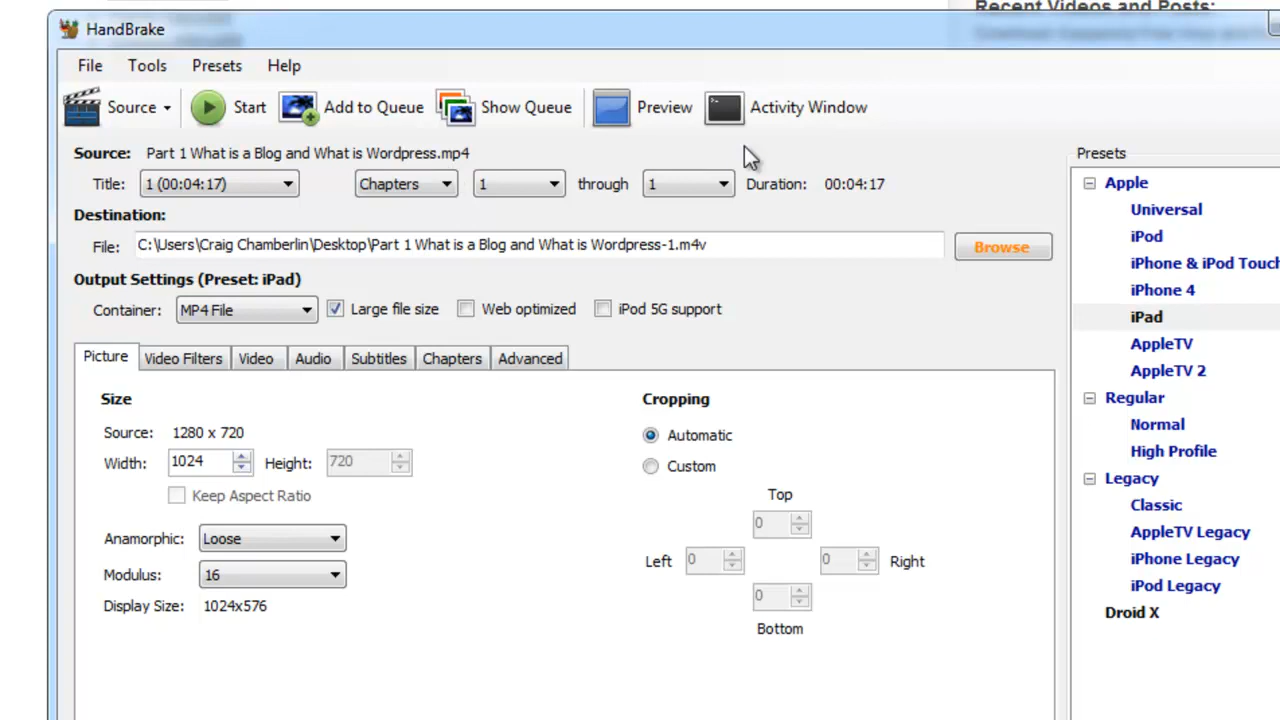 Recent Videos and Posts:
HandBrake
File Tools Presets Help
Source Start Add to Queue Show Queue Preview Activity Window
Source: Part 1 What is a Blog and What is Wordpress.mp4
Title: 1 (00:04:17) Chapters 1 through 1 Duration: 00:04:17
Destination:
File: C:\Users\Craig Chamberlin\Desktop\Part 1 What is a Blog and What is Wordpress-1.m4v Browse
Output Settings (Preset: iPad)
Container: MP4 File Large file size Web optimized iPod 5G support
Picture Video Filters Video Audio Subtitles Chapters Advanced
Size
Source: 1280 x 720
Width: 1024 Height: 720
Keep Aspect Ratio
Anamorphic: Loose
Modulus: 16
Display Size: 1024x576
Cropping
Automatic
Custom
Top
0
Left 0 0 Right
0
Bottom
Presets
Apple
Universal
iPod
iPhone & iPod Touch
iPhone 4
iPad
AppleTV
AppleTV 2
Regular
Normal
High Profile
Legacy
Classic
AppleTV Legacy
iPhone Legacy
iPod Legacy
Droid X